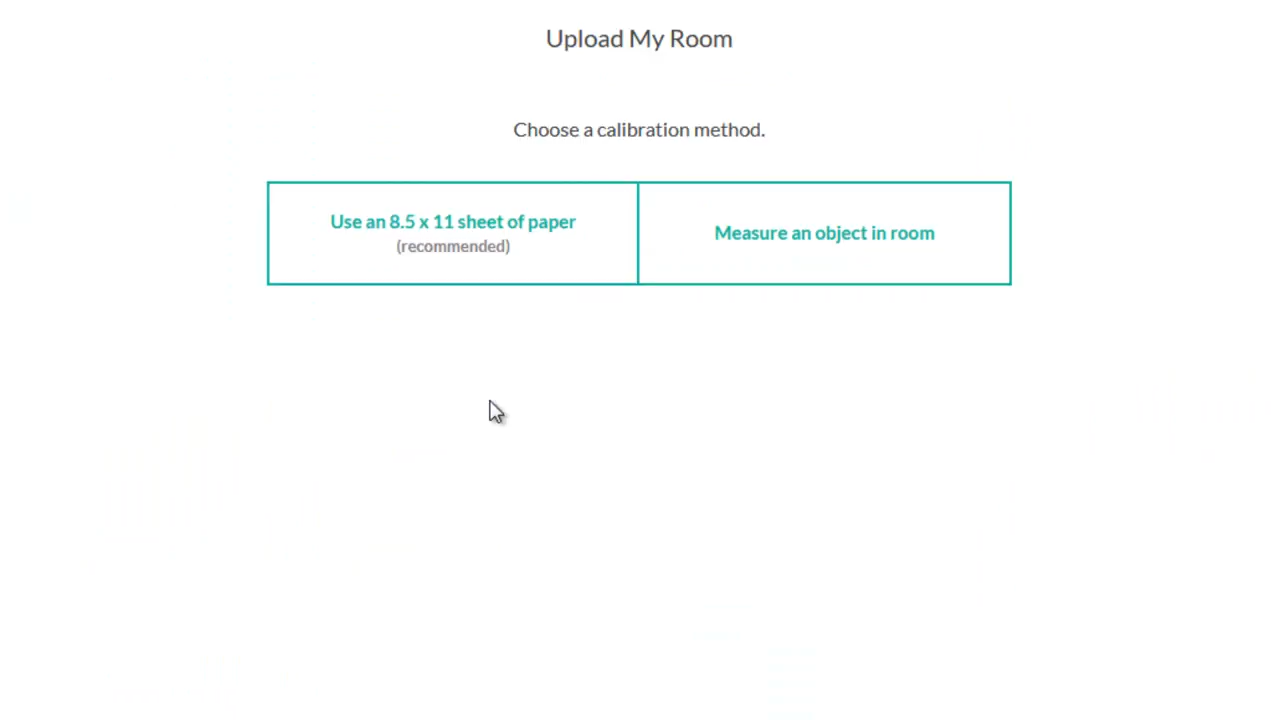 Upload My Room
Choose a calibration method.
Use an 8.5 x 11 sheet of paper
(recommended)
Measure an object in room